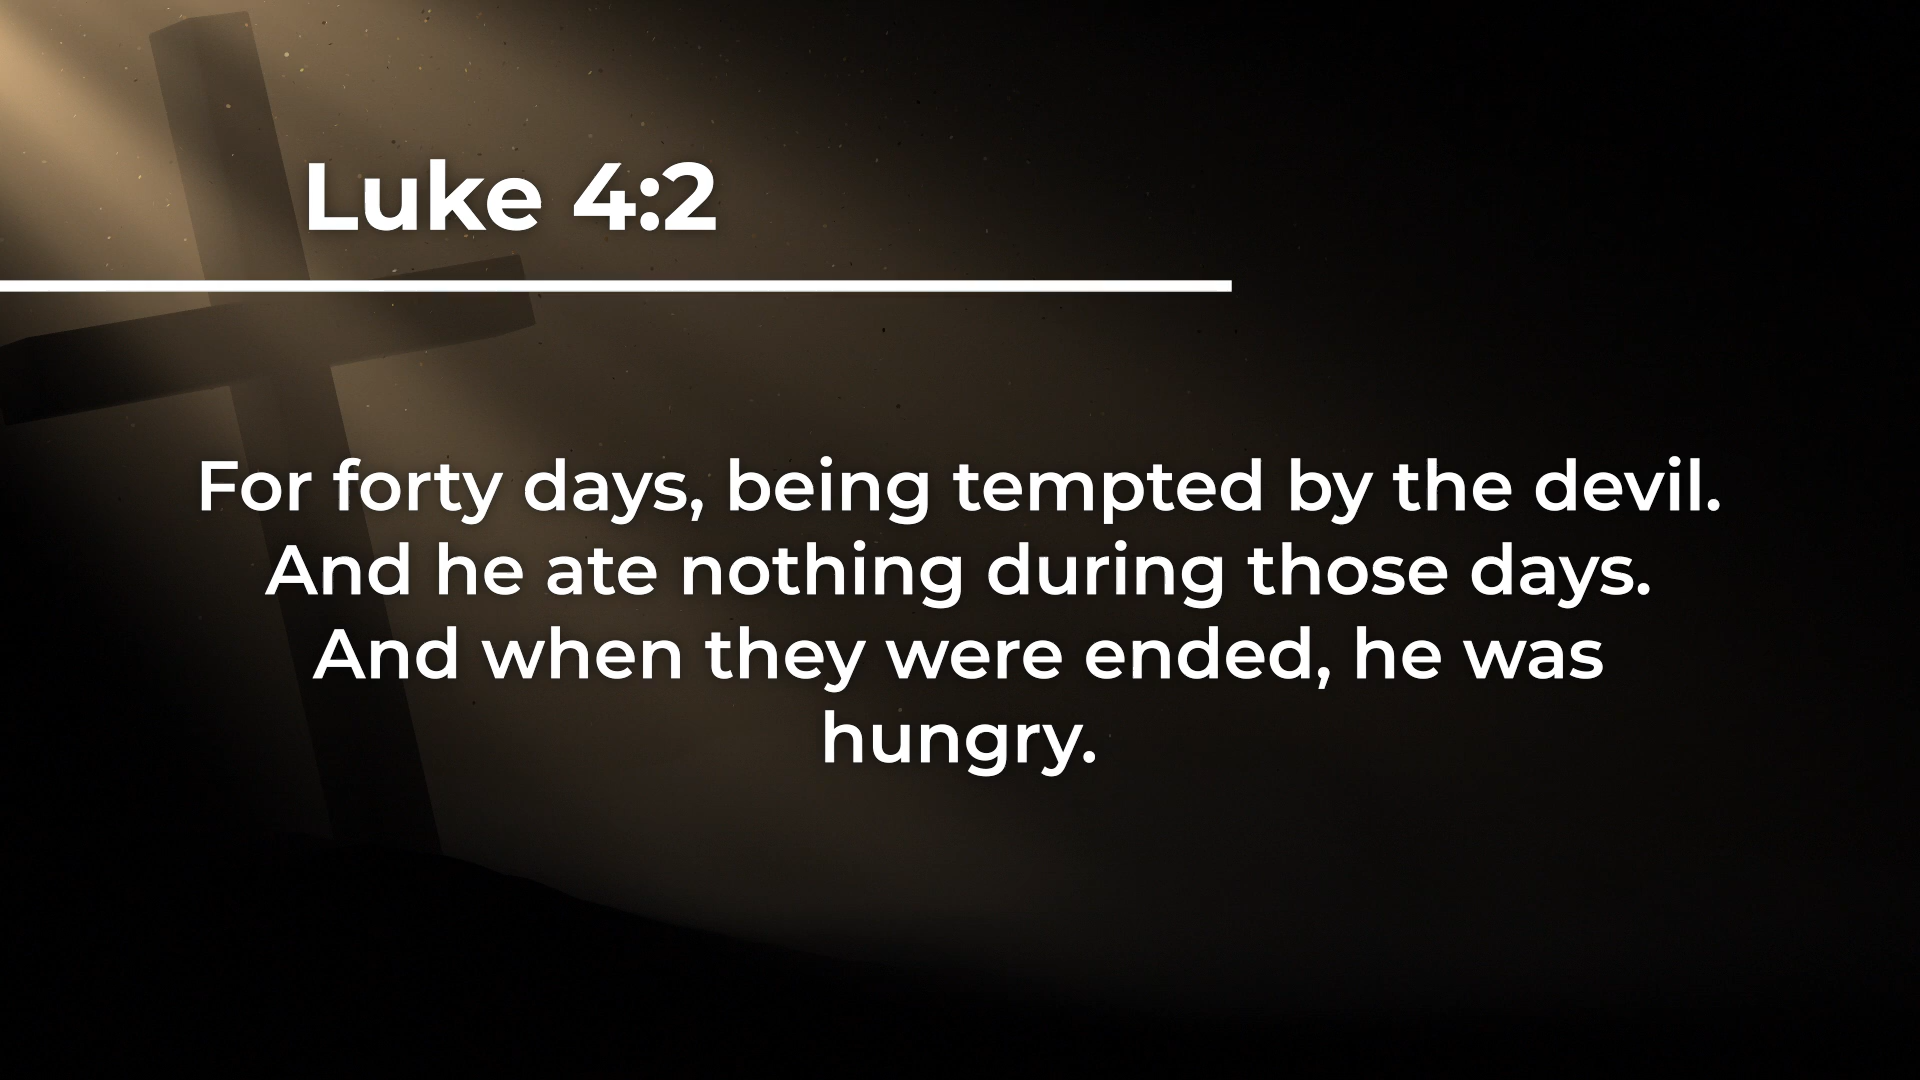 Luke 4:2
For forty days, being tempted by the devil.
And he ate nothing during those days.
And when they were ended, he was
hungry.